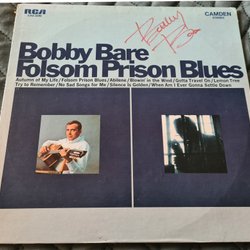 RCA
CAMDEN
STEREO
Bobby Bare
Folsom Prison Blues
Autumn of My Life/Folsom Prison Blues/Abilene/Blowin' in the Wind/Gotta Travel On/Lemon Tree
Try to Remember/No Sad Songs for Me/Silence Is Golden/When Am I Ever Gonna Settle Down